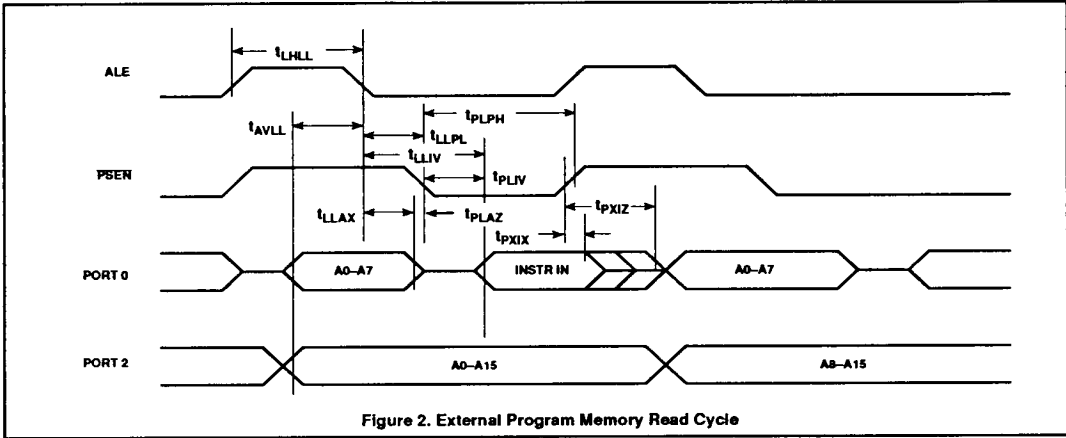 tLHLL
ALE
tPLPH
tAVLL
tLLPL
tLLIV
PSEN
tPLIV
tLLAX
tPLAZ
tPXIZ
tPXIX
PORT 0
A0–A7
INSTR IN
A0–A7
PORT 2
A0–A15
A8–A15
Figure 2. External Program Memory Read Cycle